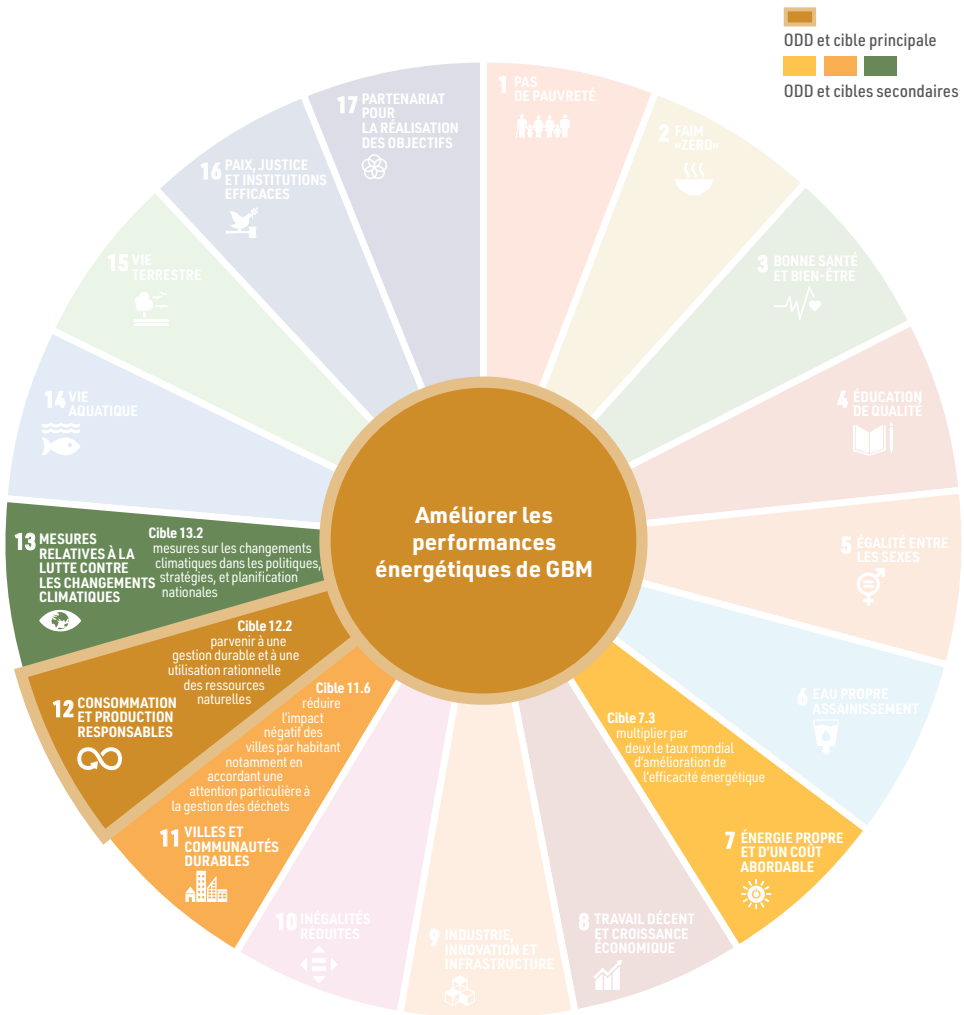 ODD et cible principale
ODD et cibles secondaires
1 PAS
DE PAUVRETÉ
2 FAIM
«ZÉRO»
3 BONNE SANTÉ
ET BIEN-ÊTRE
4 ÉDUCATION
DE QUALITÉ
5 ÉGALITÉ ENTRE
LES SEXES
6 EAU PROPRE
ASSAINISSEMENT
Cible 7.3
multiplier par
deux le taux mondial
d'amélioration de
l'efficacité énergétique
7 ÉNERGIE PROPRE
ET D'UN COÛT
ABORDABLE
8 TRAVAIL DÉCENT
ET CROISSANCE
ÉCONOMIQUE
9 INDUSTRIE,
INNOVATION ET
INFRASTRUCTURE
10 INÉGALITÉS
RÉDUITES
Cible 11.6
réduire
l'impact
négatif des
villes par habitant
notamment en
accordant une
attention particulière à
la gestion des déchets
11 VILLES ET
COMMUNAUTÉS
DURABLES
Cible 12.2
parvenir à une
gestion durable et à une
utilisation rationnelle
des ressources
naturelles
12 CONSOMMATION
ET PRODUCTION
RESPONSABLES
13 MESURES
RELATIVES À LA
LUTTE CONTRE
LES CHANGEMENTS
CLIMATIQUES
Cible 13.2
mesures sur les changements
climatiques dans les politiques,
stratégies, et planification
nationales
14 VIE
AQUATIQUE
15 VIE
TERRESTRE
16 PAIX, JUSTICE
ET INSTITUTIONS
EFFICACES
17 PARTENARIAT
POUR
LA RÉALISATION
DES OBJECTIFS
Améliorer les
performances
énergétiques de GBM